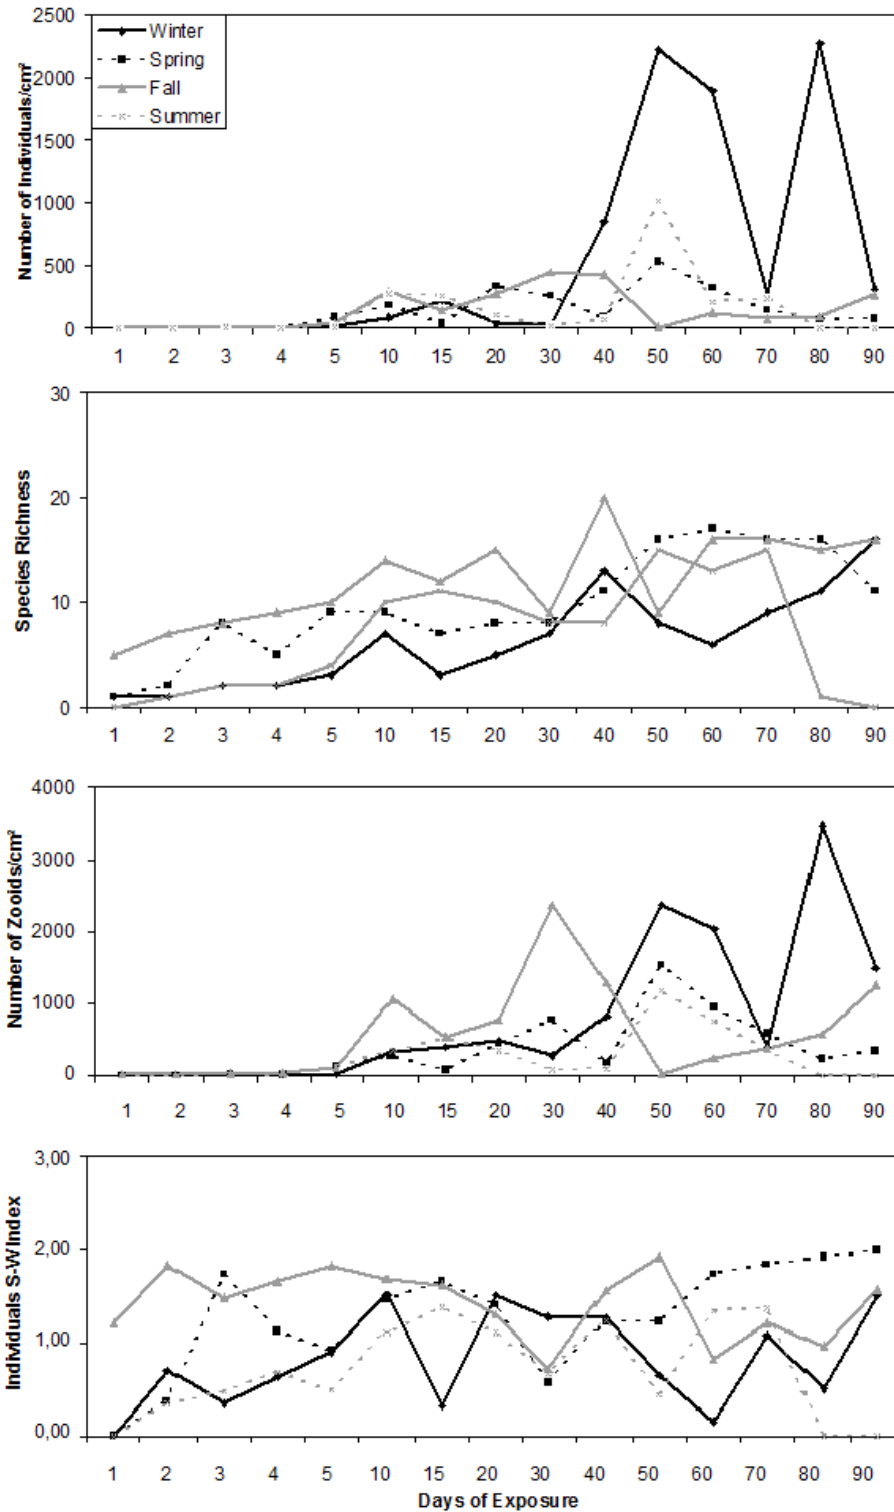 Number of Individuals/cm²
2500
2000
1500
1000
500
0
Winter
Spring
Fall
Summer
1 2 3 4 5 10 15 20 30 40 50 60 70 80 90
Species Richness
30
20
10
0
1 2 3 4 5 10 15 20 30 40 50 60 70 80 90
Number of Zooids/cm²
4000
3000
2000
1000
0
1 2 3 4 5 10 15 20 30 40 50 60 70 80 90
Individuals S-WIndex
3,00
2,00
1,00
0,00
1 2 3 4 5 10 15 20 30 40 50 60 70 80 90
Days of Exposure